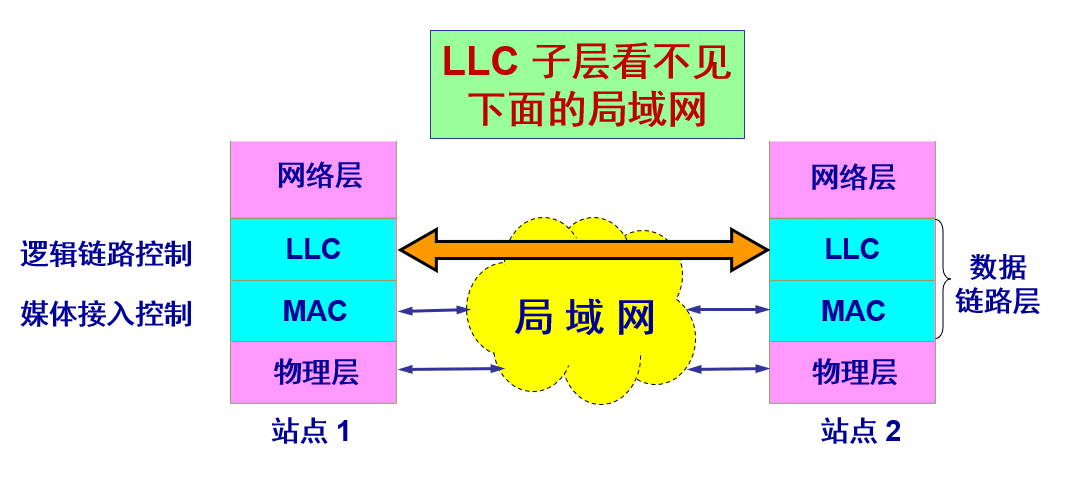 LLC 子层看不见
下面的局域网
网络层
网络层
逻辑链路控制
LLC
LLC
数据
链路层
媒体接入控制
MAC
局 域 网
MAC
物理层
物理层
站点 1
站点 2